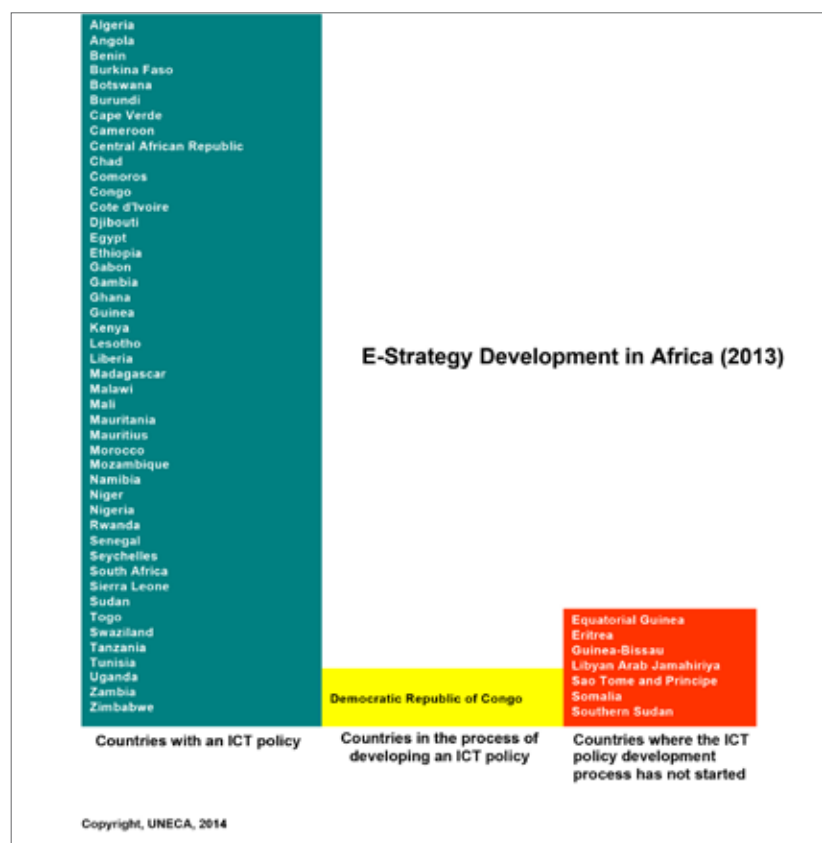 Algeria
Angola
Benin
Burkina Faso
Botswana
Burundi
Cape Verde
Cameroon
Central African Republic
Chad
Comoros
Congo
Cote d'Ivoire
Djibouti
Egypt
Ethiopia
Gabon
Gambia
Ghana
Guinea
Kenya
Lesotho
Liberia
Madagascar
Malawi
Mali
Mauritania
Mauritius
Morocco
Mozambique
Namibia
Niger
Nigeria
Rwanda
Senegal
Seychelles
South Africa
Sierra Leone
Sudan
Togo
Swaziland
Tanzania
Tunisia
Uganda
Zambia
Zimbabwe
E-Strategy Development in Africa (2013)
Democratic Republic of Congo
Equatorial Guinea
Eritrea
Guinea-Bissau
Libyan Arab Jamahiriya
Sao Tome and Principe
Somalia
Southern Sudan
Countries with an ICT policy
Countries in the process of
developing an ICT policy
Countries where the ICT
policy development
process has not started
Copyright, UNECA, 2014